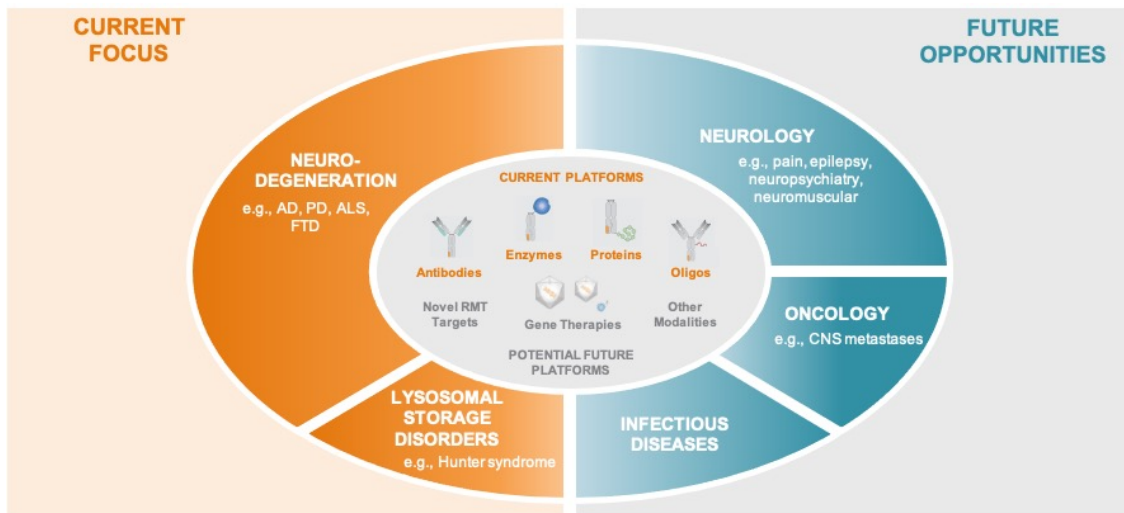 CURRENT
FOCUS
FUTURE
OPPORTUNITIES
NEURO-
DEGENERATION
e.g., AD, PD, ALS,
FTD
NEUROLOGY
e.g., pain, epilepsy,
neuropsychiatry,
neuromuscular
CURRENT PLATFORMS
Antibodies
Enzymes
Proteins
Oligos
Novel RMT
Targets
Gene Therapies
Other
Modalities
POTENTIAL FUTURE
PLATFORMS
ONCOLOGY
e.g., CNS metastases
LYSOSOMAL
STORAGE
DISORDERS
e.g., Hunter syndrome
INFECTIOUS
DISEASES